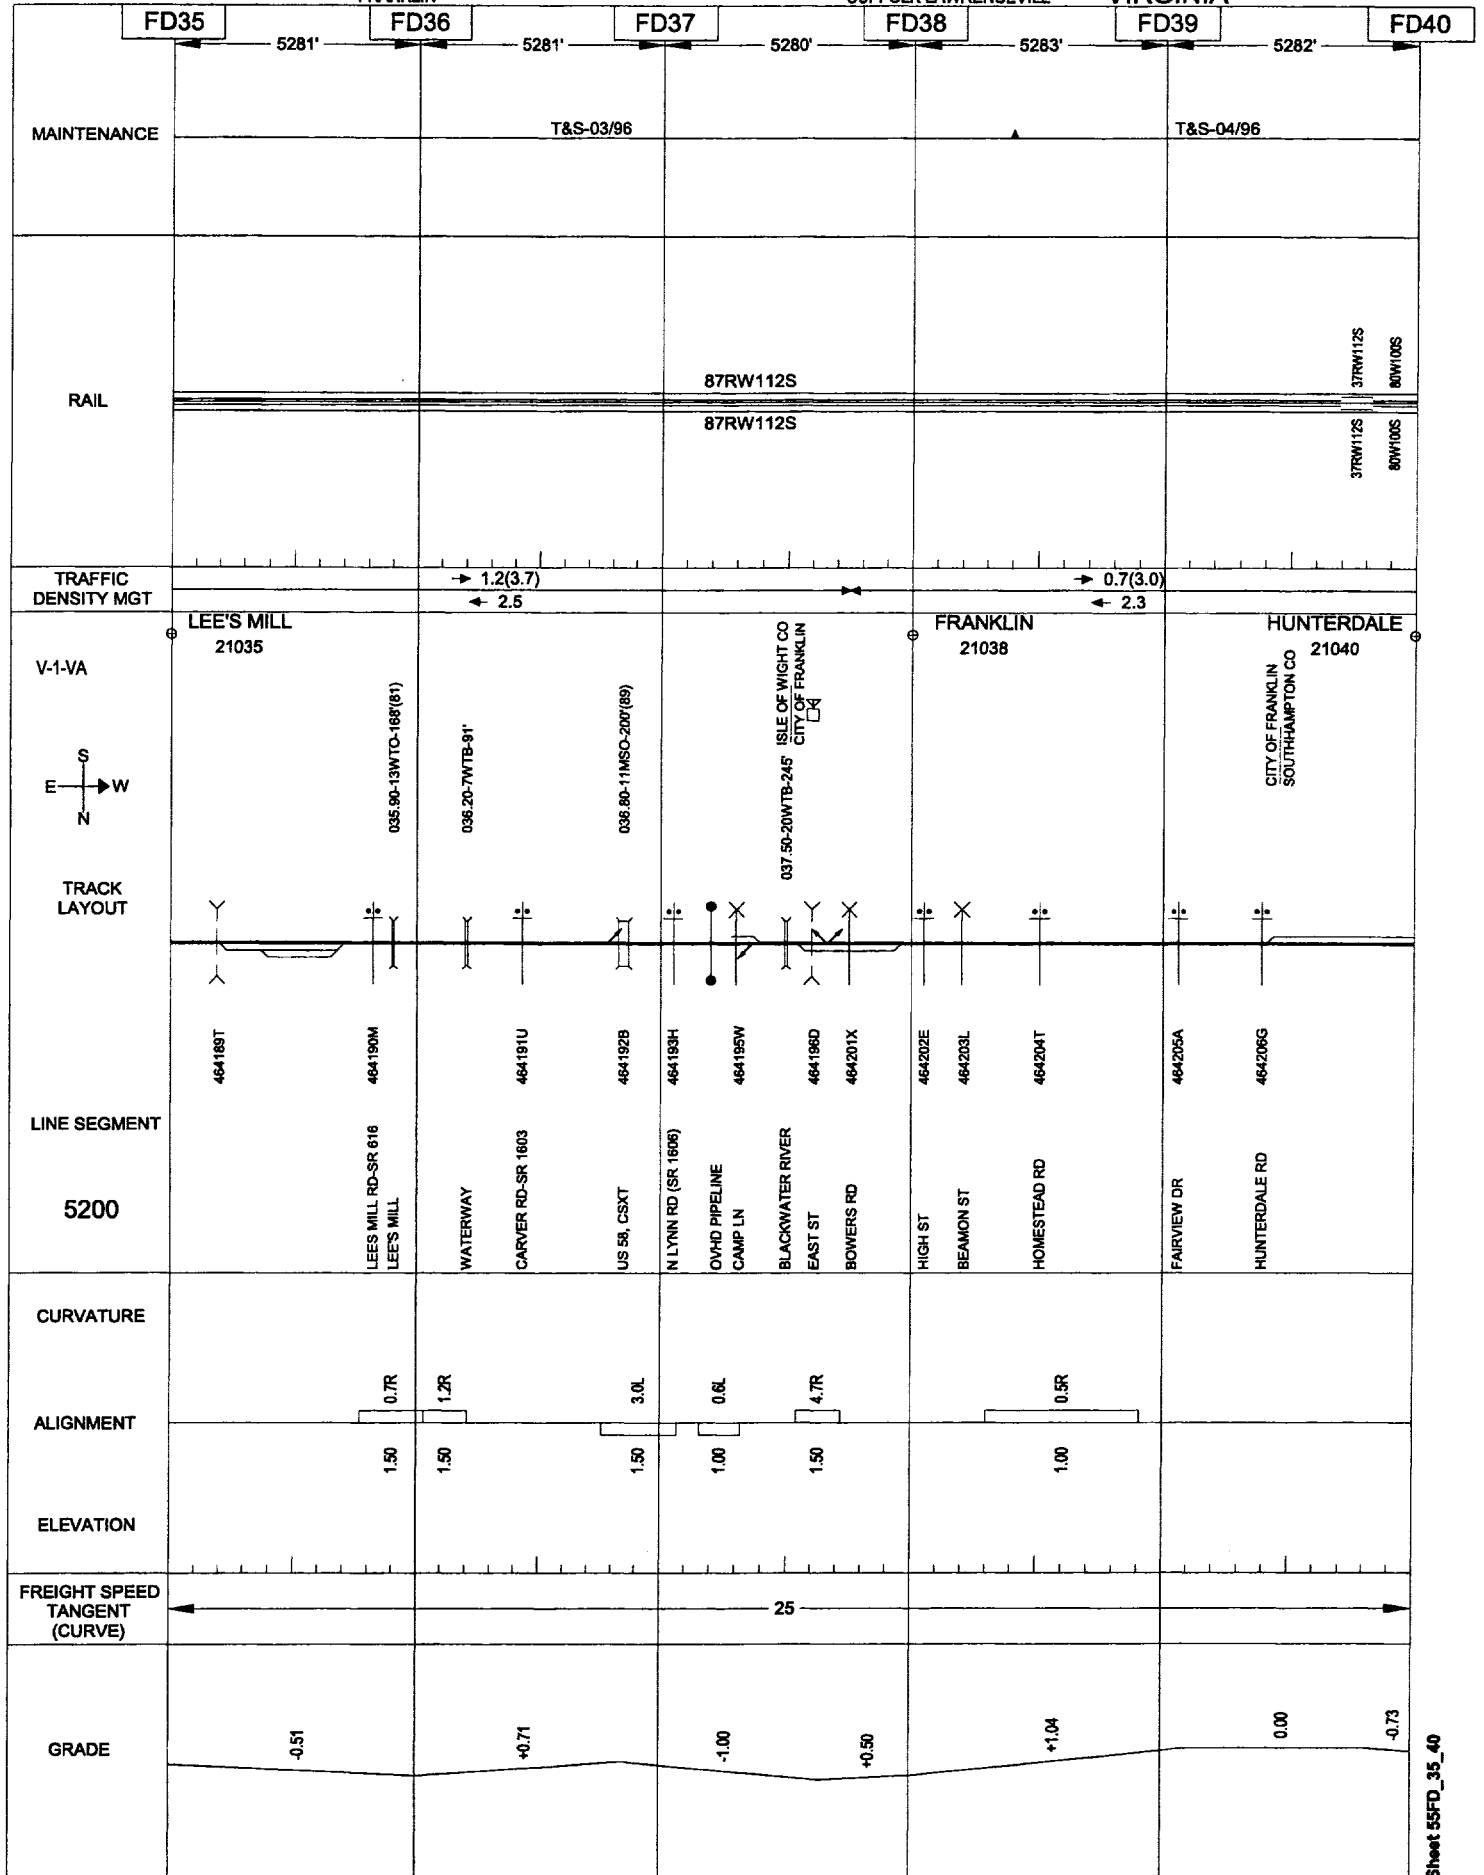 VIRGINIA
FD35
FD36
FD37
FD38
FD39
FD40
5281'
5281'
5280'
5283'
5282'
MAINTENANCE
T&S-03/96
T&S-04/96
RAIL
87RW112S
87RW112S
37RW112S
80W100S
37RW112S
80W100S
TRAFFIC
DENSITY MGT
1.2(3.7)
2.5
0.7(3.0)
2.3
LEE'S MILL
21035
FRANKLIN
21038
HUNTERDALE
21040
V-1-VA
S
E
W
N
035.90-13WTO-168'(81)
036.20-7WTB-91'
036.80-11MSO-200'(89)
037.50-20WTB-245'
ISLE OF WIGHT CO
CITY OF FRANKLIN
CITY OF FRANKLIN
SOUTHHAMPTON CO
TRACK
LAYOUT
464189T
464190M
464191U
464192B
464193H
464195W
464196D
464201X
464202E
464203L
464204T
464205A
464206G
LINE SEGMENT
5200
LEES MILL RD-SR 616
LEE'S MILL
WATERWAY
CARVER RD-SR 1603
US 58, CSXT
N LYNN RD (SR 1606)
OVHD PIPELINE
CAMP LN
BLACKWATER RIVER
EAST ST
BOWERS RD
HIGH ST
BEAMON ST
HOMESTEAD RD
FAIRVIEW DR
HUNTERDALE RD
CURVATURE
0.7R
1.2R
3.0L
0.6L
4.7R
0.5R
ALIGNMENT
1.50
1.50
1.50
1.00
1.50
1.00
ELEVATION
FREIGHT SPEED
TANGENT
(CURVE)
25
GRADE
-0.51
+0.71
-1.00
+0.50
+1.04
0.00
-0.73
Sheet 55FD_35_40